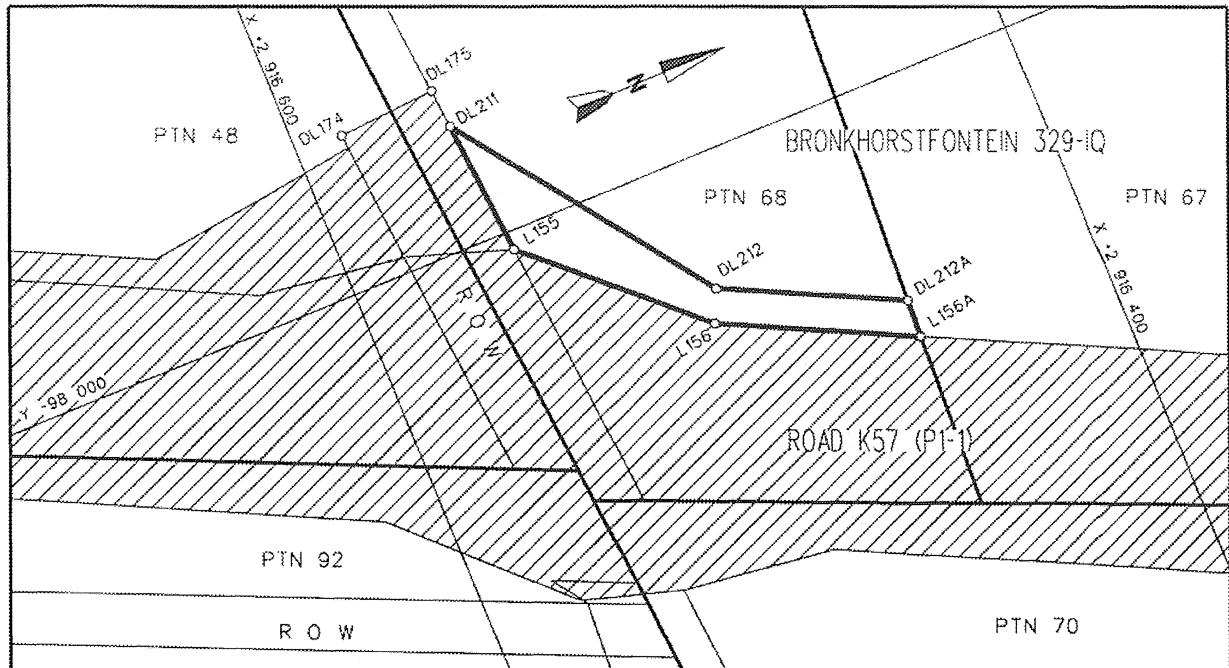 X +2 916 600
DL175
DL211
DL174
PTN 48
N
BRONKHORSTFONTEIN 329-IQ
PTN 68
PTN 67
X +2 916 400
L155
DL212
DL212A
L156A
L156
ROW
Y -98 000
ROAD K57 (P1-1)
PTN 92
R O W
PTN 70